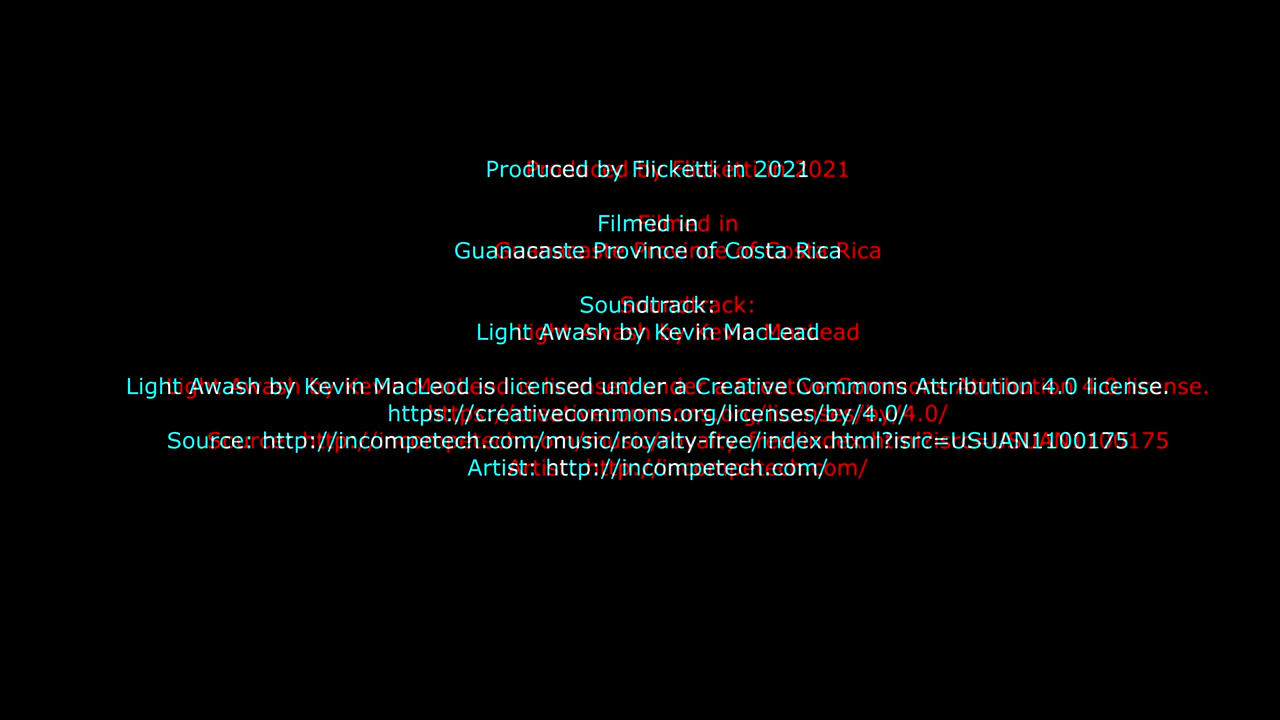 Produced by Flicketti in 2021
Filmed in
Guanacaste Province of Costa Rica
Soundtrack:
Light Awash by Kevin MacLead
Light Awash by Kevin MacLeod is licensed under a Creative Commons Attribution 4.0 license.
https://creativecommons.org/licenses/by/4.0/
Source: http://incompetech.com/music/royalty-free/index.html?isrc=USUAN1100175
Artist: http://incompetech.com/